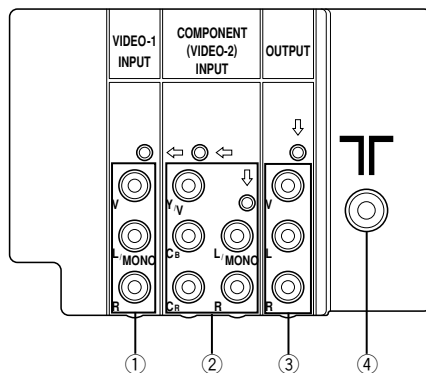 VIDEO-1
INPUT
COMPONENT
(VIDEO-2)
INPUT
OUTPUT
V
L/MONO
R
Y/V
CB
CR
L/MONO
R
V
L
R
① ② ③ ④